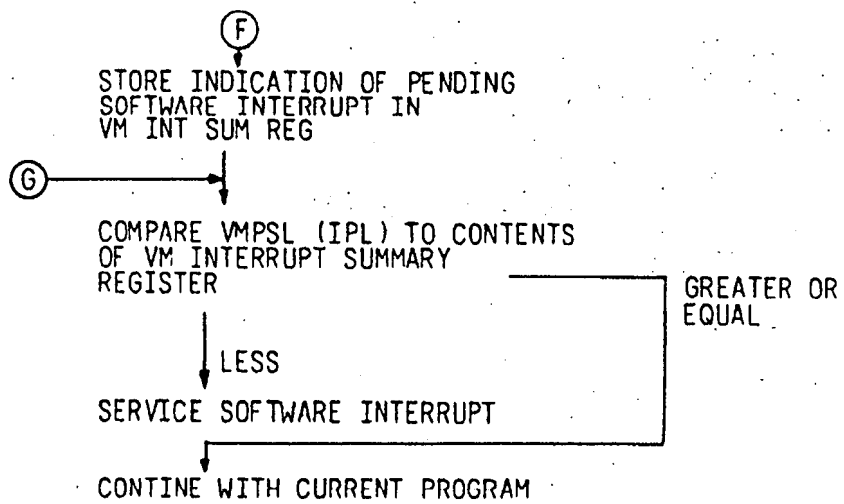 F
STORE INDICATION OF PENDING
SOFTWARE INTERRUPT IN
VM INT SUM REG
G
COMPARE VMPSL (IPL) TO CONTENTS
OF VM INTERRUPT SUMMARY
REGISTER
GREATER OR
EQUAL
LESS
SERVICE SOFTWARE INTERRUPT
CONTINE WITH CURRENT PROGRAM